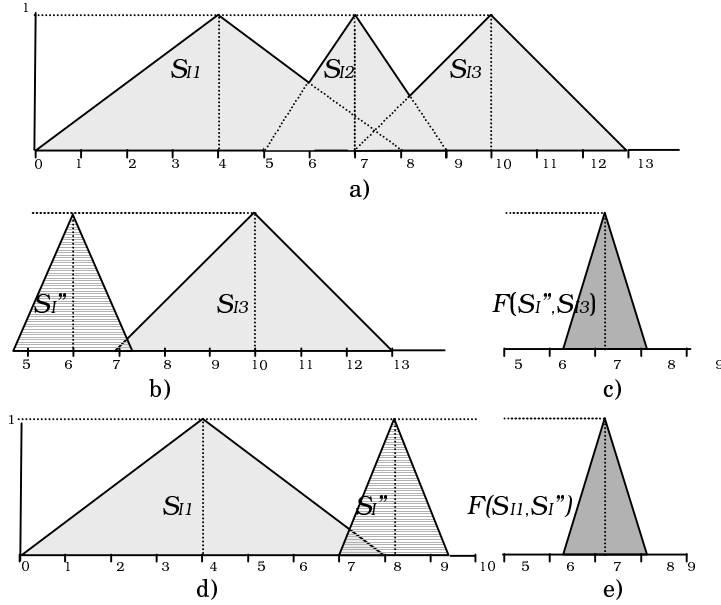 1
S_I1 S_I2 S_I3
0 1 2 3 4 5 6 7 8 9 10 11 12 13
a)
S_I” S_I3 F(S_I”,S_I3)
5 6 7 8 9 10 11 12 13 5 6 7 8 9
b) c)
1
S_I1 S_I” F(S_I1,S_I”)
0 1 2 3 4 5 6 7 8 9 10 5 6 7 8 9
d) e)